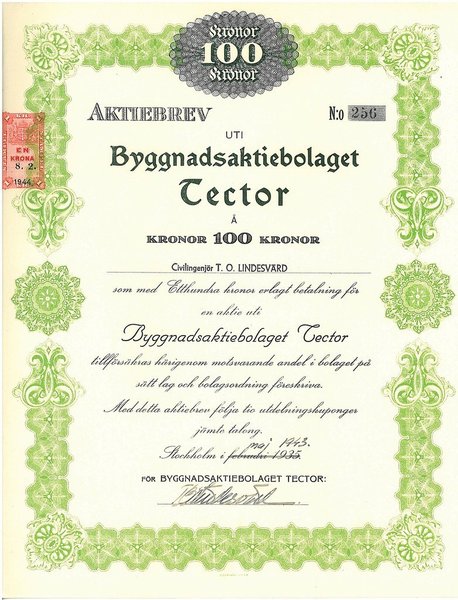 Kronor
100
Kronor
AKTIEBREV N:o 256
UTI
Byggnadsaktiebolaget
Tector
Å
KRONOR 100 KRONOR
EN
KRONA
8. 2.
1944
Civilingenjör T. O. LINDESVÄRD
som med Etthundra kronor erlagt betalning för
en aktie uti
Byggnadsaktiebolaget Tector
tillförsäkras härigenom motsvarande andel i bolaget på
sätt lag och bolagsordning föreskriva.
Med detta aktiebrev följa tio utdelningskuponger
jämte talong.
maj 1943.
Stockholm i februari 1935.
FÖR BYGGNADSAKTIEBOLAGET TECTOR: